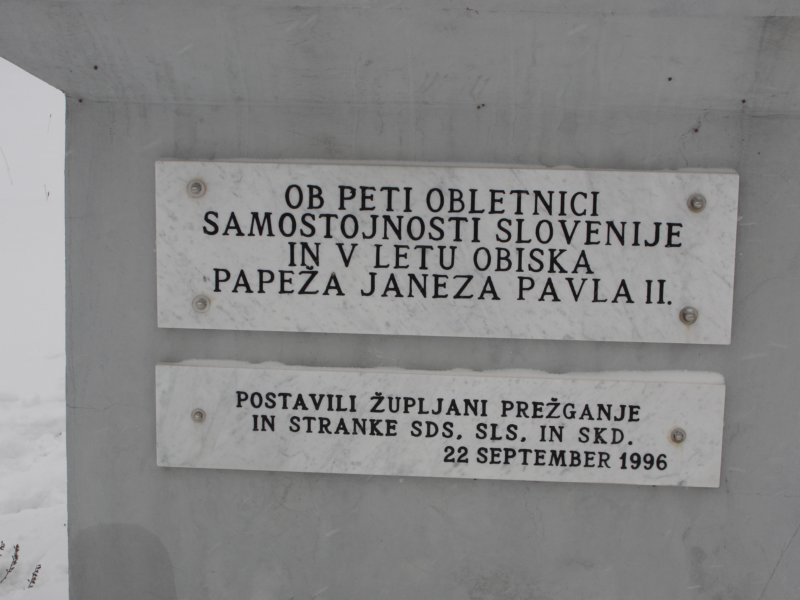 OB PETI OBLETNICI
SAMOSTOJNOSTI SLOVENIJE
IN V LETU OBISKA
PAPEŽA JANEZA PAVLA II.
POSTAVILI ŽUPLJANI PREŽGANJE
IN STRANKE SDS, SLS, IN SKD.
22 SEPTEMBER 1996